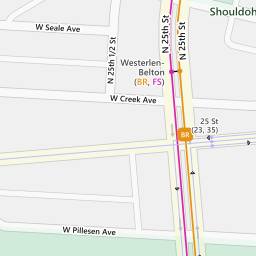 Shouldoh
W Seale Ave
N 25th 1/2 St
N 25th St
N 25th St
Westerlen-
Belton
(BR, FS)
W Creek Ave
25 St
(23, 35)
BR
W Pillesen Ave